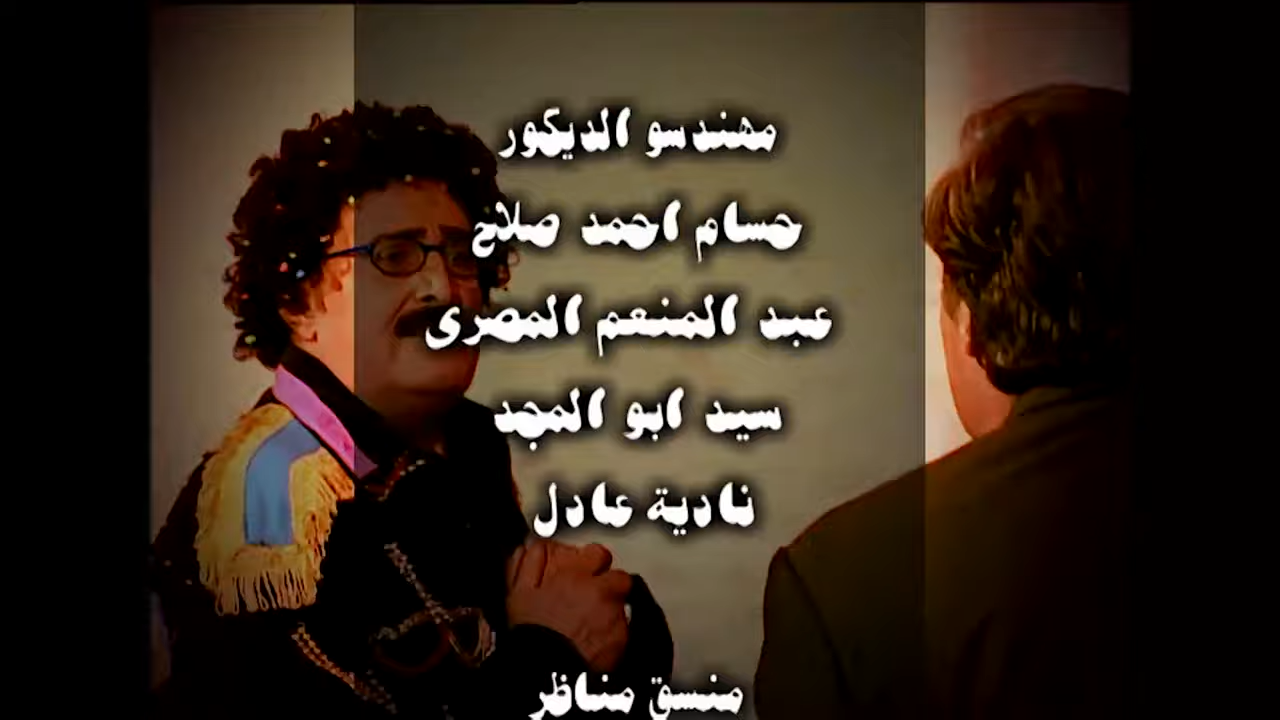 مهندسو الديكور
حسام احمد صلاح
عبد المنعم المصرى
سيد ابو المجد
نادية عادل
منسق مناظر